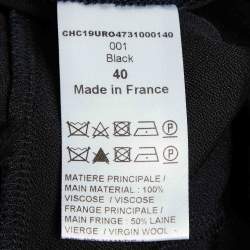 CHC19URO4731000140
001
Black
40
Made in France
MATIERE PRINCIPALE /
MAIN MATERIAL : 100%
VISCOSE / VISCOSE
FRANGE PRINCIPALE /
MAIN FRINGE : 50% LAINE
VIERGE / VIRGIN WOOL -